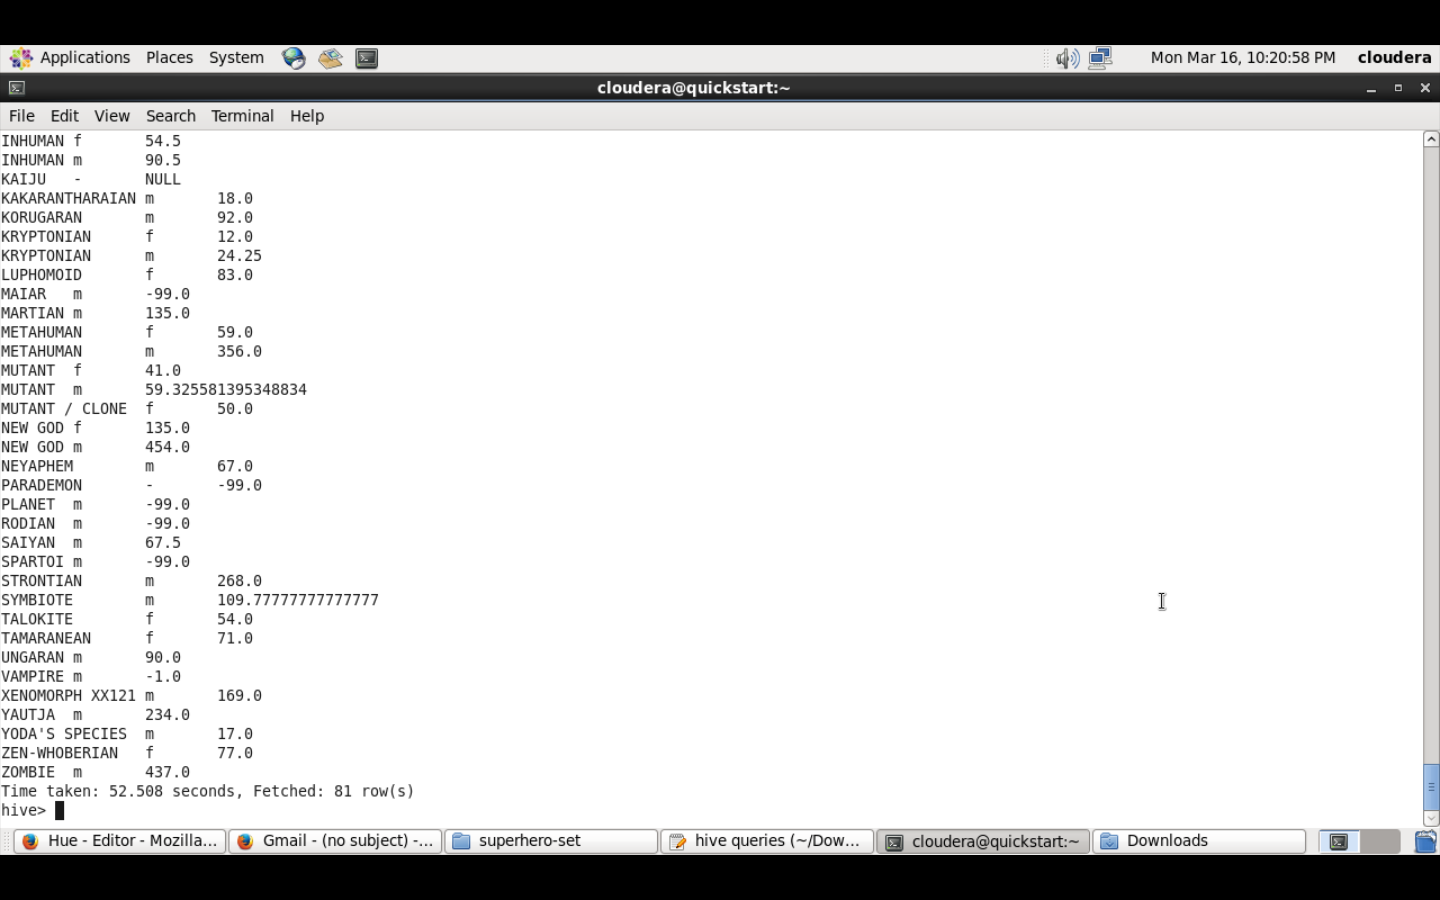 Applications Places System Mon Mar 16, 10:20:58 PM cloudera
cloudera@quickstart:~
File Edit View Search Terminal Help
INHUMAN f 54.5
INHUMAN m 90.5
KAIJU - NULL
KAKARANTHARAIAN m 18.0
KORUGARAN m 92.0
KRYPTONIAN f 12.0
KRYPTONIAN m 24.25
LUPHOMOID f 83.0
MAIAR m -99.0
MARTIAN m 135.0
METAHUMAN f 59.0
METAHUMAN m 356.0
MUTANT f 41.0
MUTANT m 59.325581395348834
MUTANT / CLONE f 50.0
NEW GOD f 135.0
NEW GOD m 454.0
NEYAPHEM m 67.0
PARADEMON - -99.0
PLANET m -99.0
RODIAN m -99.0
SAIYAN m 67.5
SPARTOI m -99.0
STRONTIAN m 268.0
SYMBIOTE m 109.77777777777777
TALOKITE f 54.0
TAMARANEAN f 71.0
UNGARAN m 90.0
VAMPIRE m -1.0
XENOMORPH XX121 m 169.0
YAUTJA m 234.0
YODA'S SPECIES m 17.0
ZEN-WHOBERIAN f 77.0
ZOMBIE m 437.0
Time taken: 52.508 seconds, Fetched: 81 row(s)
hive>
Hue - Editor - Mozilla... Gmail - (no subject) -... superhero-set hive queries (~/Dow... cloudera@quickstart:~ Downloads